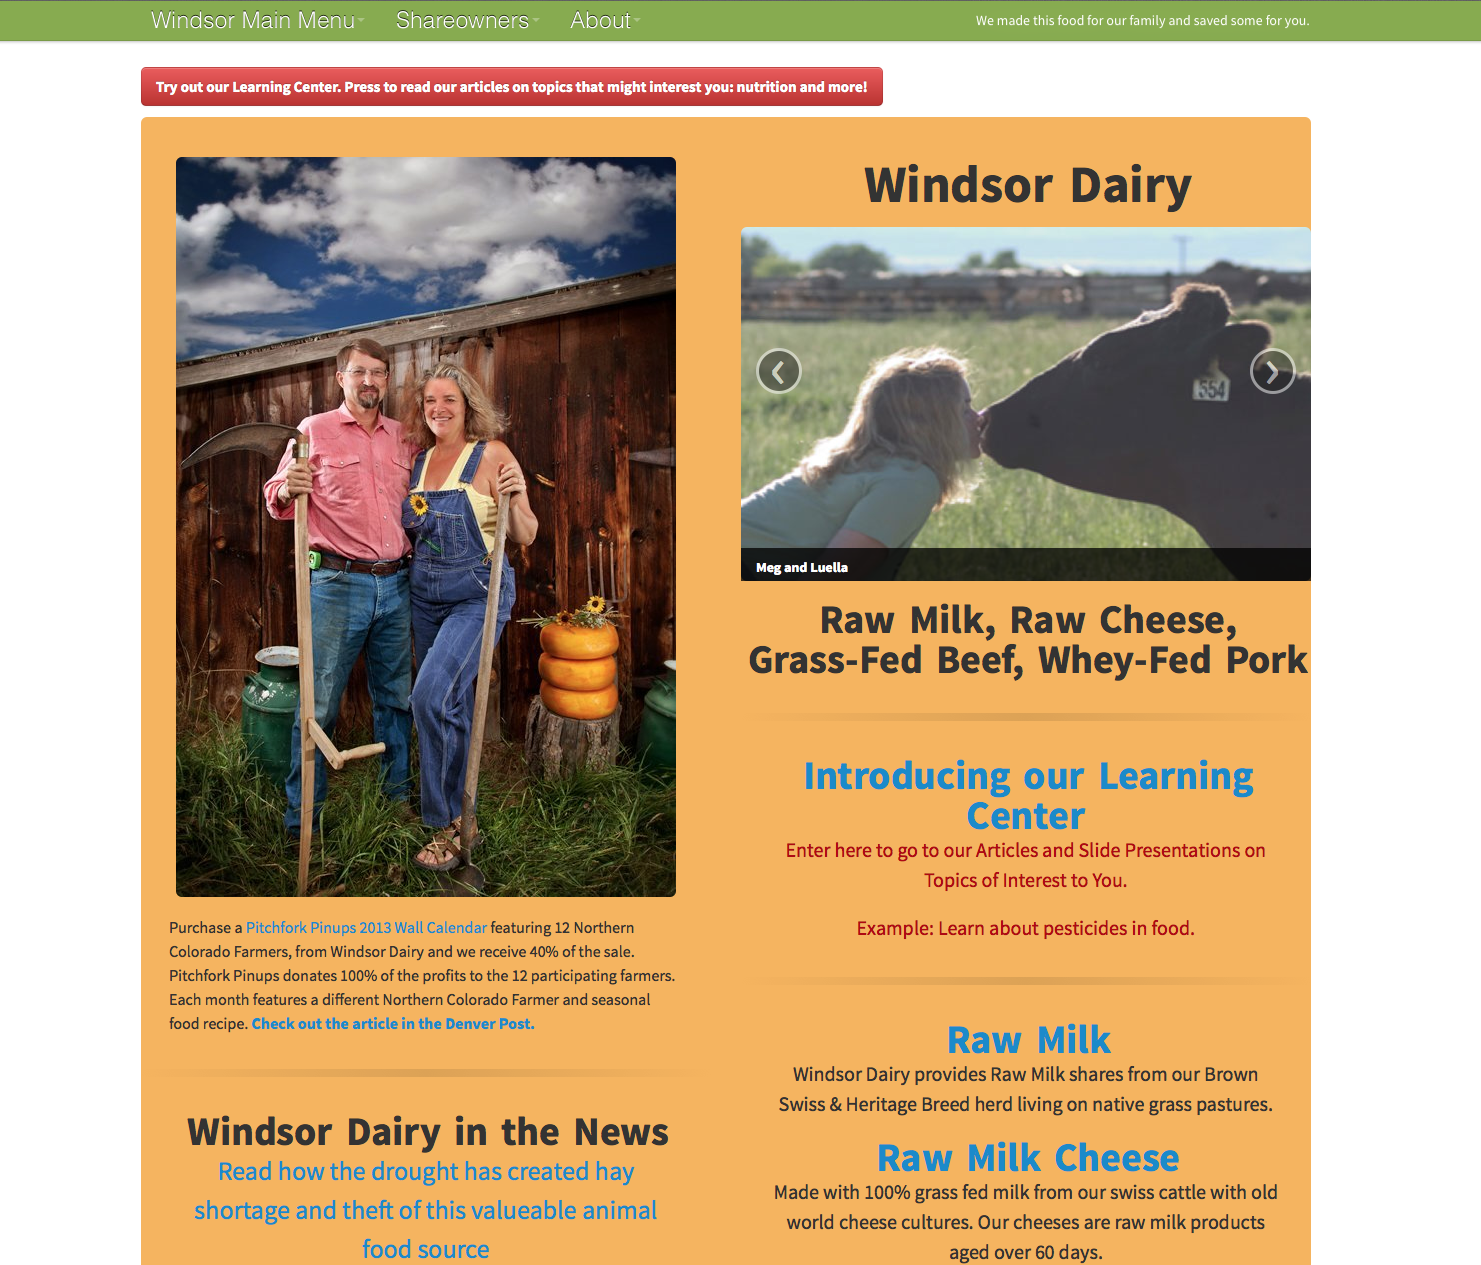 Windsor Main Menu
Shareowners
About
We made this food for our family and saved some for you.
Try out our Learning Center. Press to read our articles on topics that might interest you: nutrition and more!
Purchase a Pitchfork Pinups 2013 Wall Calendar featuring 12 Northern
Colorado Farmers, from Windsor Dairy and we receive 40% of the sale.
Pitchfork Pinups donates 100% of the profits to the 12 participating farmers.
Each month features a different Northern Colorado Farmer and seasonal
food recipe. Check out the article in the Denver Post.
Windsor Dairy in the News
Read how the drought has created hay
shortage and theft of this valueable animal
food source
Windsor Dairy
554
Meg and Luella
Raw Milk, Raw Cheese,
Grass-Fed Beef, Whey-Fed Pork
Introducing our Learning
Center
Enter here to go to our Articles and Slide Presentations on
Topics of Interest to You.
Example: Learn about pesticides in food.
Raw Milk
Windsor Dairy provides Raw Milk shares from our Brown
Swiss & Heritage Breed herd living on native grass pastures.
Raw Milk Cheese
Made with 100% grass fed milk from our swiss cattle with old
world cheese cultures. Our cheeses are raw milk products
aged over 60 days.